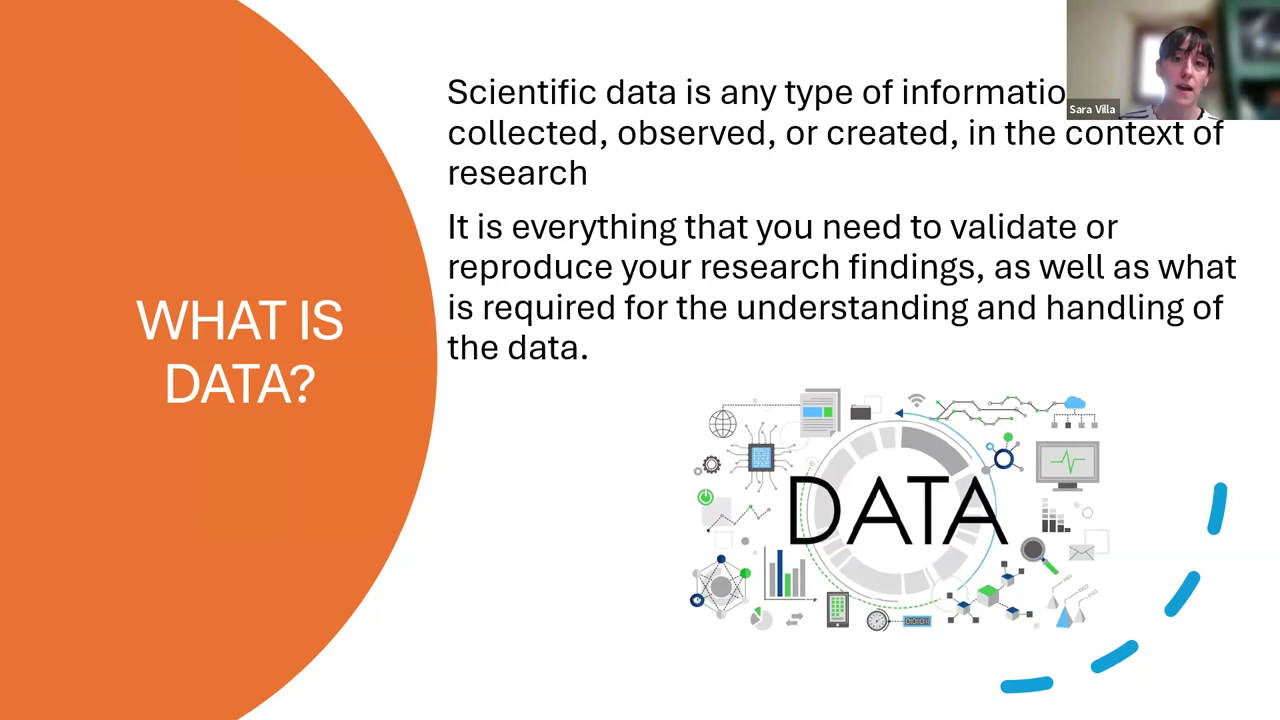 Scientific data is any type of informatio
collected, observed, or created, in the context of
research
It is everything that you need to validate or
reproduce your research findings, as well as what
is required for the understanding and handling of
the data.
WHAT IS
DATA?
Sara Villa
DATA